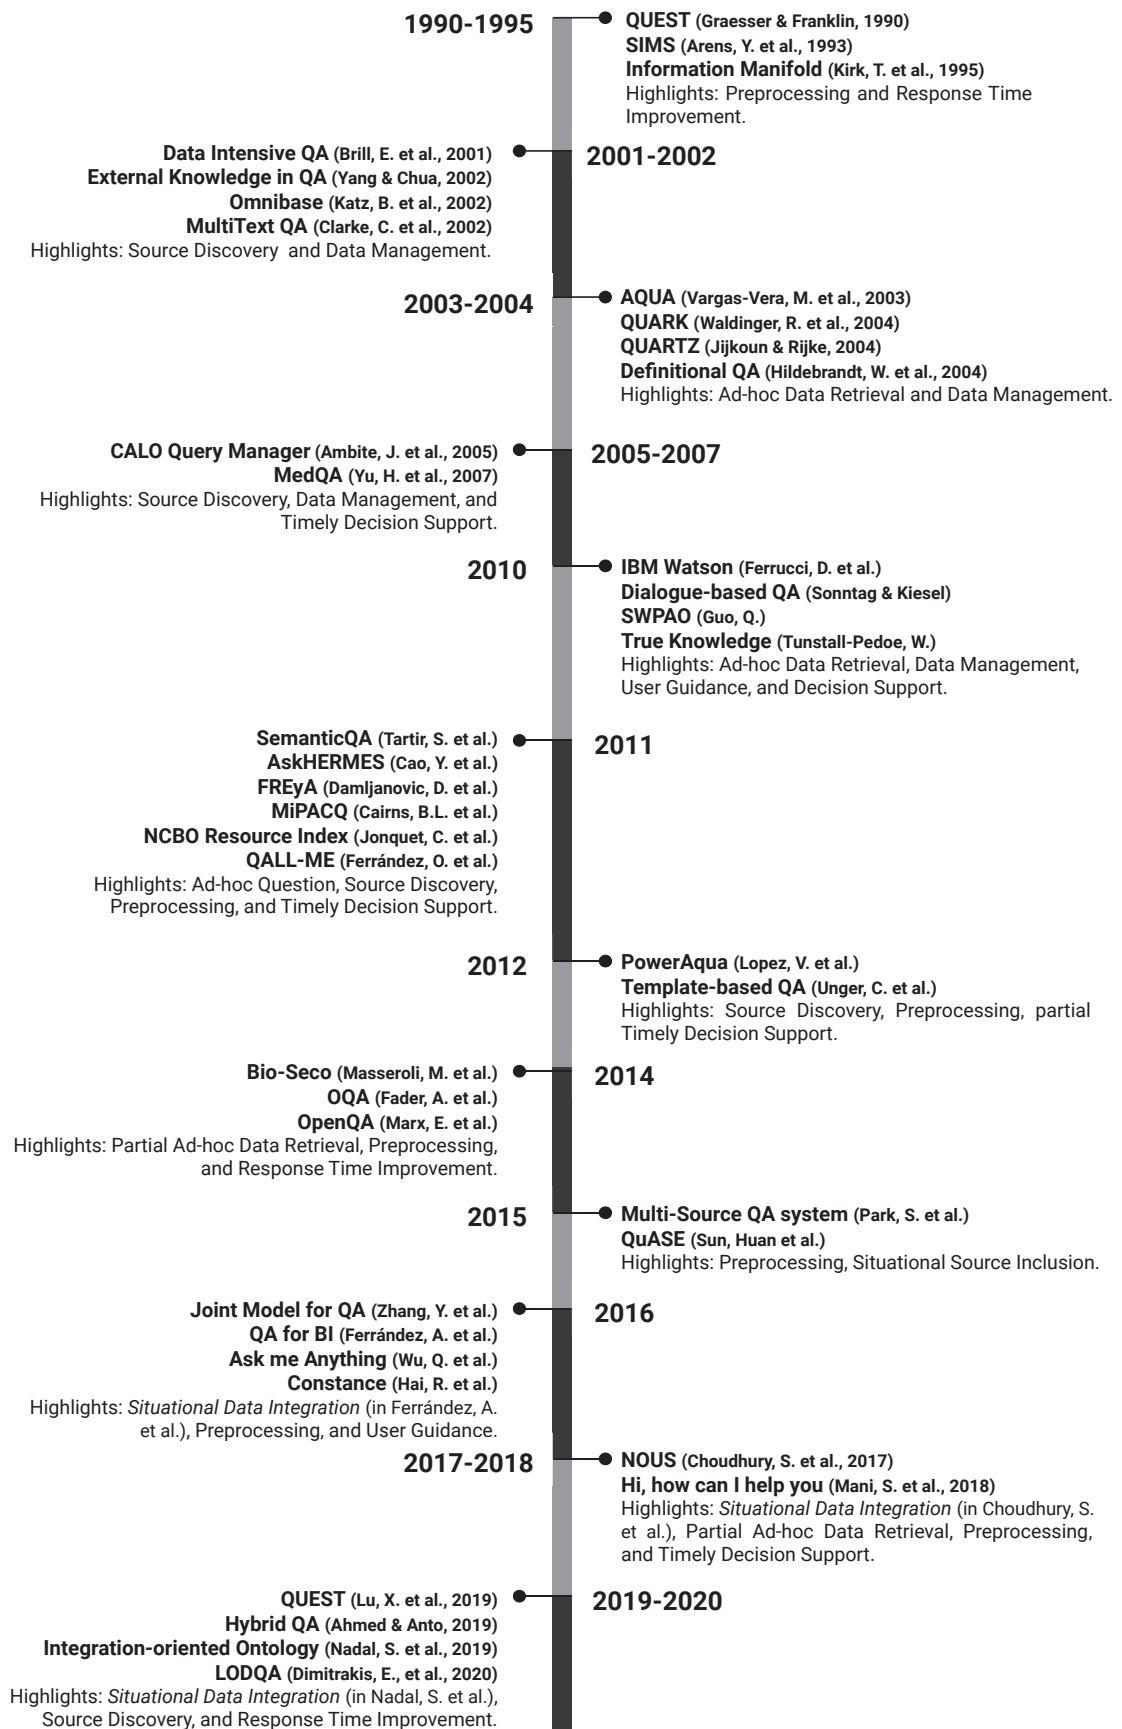 1990-1995
QUEST (Graesser & Franklin, 1990)
SIMS (Arens, Y. et al., 1993)
Information Manifold (Kirk, T. et al., 1995)
Highlights: Preprocessing and Response Time
Improvement.
2001-2002
Data Intensive QA (Brill, E. et al., 2001)
External Knowledge in QA (Yang & Chua, 2002)
Omnibase (Katz, B. et al., 2002)
MultiText QA (Clarke, C. et al., 2002)
Highlights: Source Discovery and Data Management.
2003-2004
AQUA (Vargas-Vera, M. et al., 2003)
QUARK (Waldinger, R. et al., 2004)
QUARTZ (Jijkoun & Rijke, 2004)
Definitional QA (Hildebrandt, W. et al., 2004)
Highlights: Ad-hoc Data Retrieval and Data Management.
2005-2007
CALO Query Manager (Ambite, J. et al., 2005)
MedQA (Yu, H. et al., 2007)
Highlights: Source Discovery, Data Management, and
Timely Decision Support.
2010
IBM Watson (Ferrucci, D. et al.)
Dialogue-based QA (Sonntag & Kiesel)
SWPAO (Guo, Q.)
True Knowledge (Tunstall-Pedoe, W.)
Highlights: Ad-hoc Data Retrieval, Data Management,
User Guidance, and Decision Support.
2011
SemanticQA (Tartir, S. et al.)
AskHERMES (Cao, Y. et al.)
FREyA (Damljanovic, D. et al.)
MiPACQ (Cairns, B.L. et al.)
NCBO Resource Index (Jonquet, C. et al.)
QALL-ME (Ferrández, O. et al.)
Highlights: Ad-hoc Question, Source Discovery,
Preprocessing, and Timely Decision Support.
2012
PowerAqua (Lopez, V. et al.)
Template-based QA (Unger, C. et al.)
Highlights: Source Discovery, Preprocessing, partial
Timely Decision Support.
2014
Bio-Seco (Masseroli, M. et al.)
OQA (Fader, A. et al.)
OpenQA (Marx, E. et al.)
Highlights: Partial Ad-hoc Data Retrieval, Preprocessing,
and Response Time Improvement.
2015
Multi-Source QA system (Park, S. et al.)
QuASE (Sun, Huan et al.)
Highlights: Preprocessing, Situational Source Inclusion.
2016
Joint Model for QA (Zhang, Y. et al.)
QA for BI (Ferrández, A. et al.)
Ask me Anything (Wu, Q. et al.)
Constance (Hai, R. et al.)
Highlights: Situational Data Integration (in Ferrández, A.
et al.), Preprocessing, and User Guidance.
2017-2018
NOUS (Choudhury, S. et al., 2017)
Hi, how can I help you (Mani, S. et al., 2018)
Highlights: Situational Data Integration (in Choudhury, S.
et al.), Partial Ad-hoc Data Retrieval, Preprocessing,
and Timely Decision Support.
2019-2020
QUEST (Lu, X. et al., 2019)
Hybrid QA (Ahmed & Anto, 2019)
Integration-oriented Ontology (Nadal, S. et al., 2019)
LODQA (Dimitrakis, E., et al., 2020)
Highlights: Situational Data Integration (in Nadal, S. et al.),
Source Discovery, and Response Time Improvement.